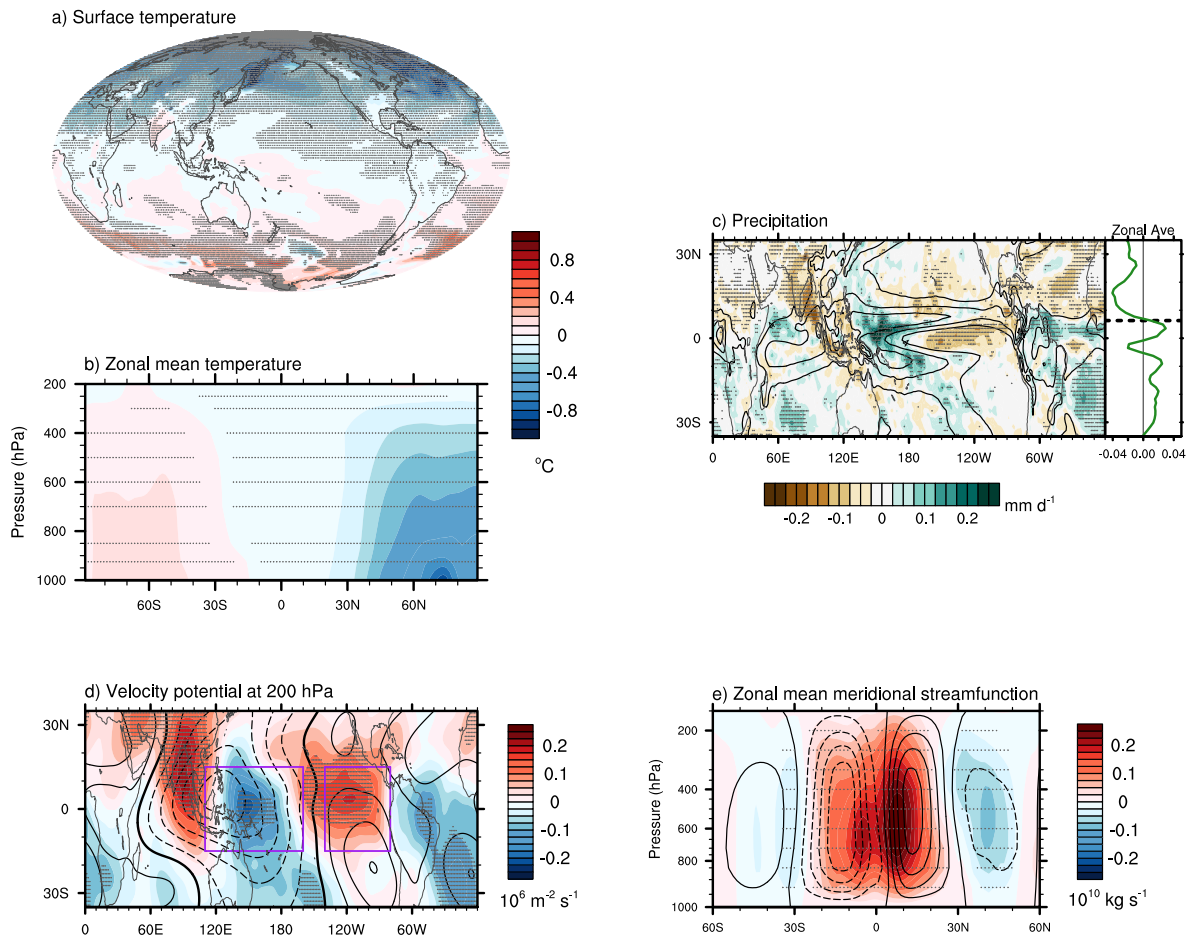 a) Surface temperature
0.8
0.4
0
-0.4
-0.8
°C
b) Zonal mean temperature
Pressure (hPa)
200
400
600
800
1000
60S 30S 0 30N 60N
c) Precipitation
Zonal Ave
30N
0
30S
0 60E 120E 180 120W 60W
-0.04 0.00 0.04
-0.2 -0.1 0 0.1 0.2
mm d⁻¹
d) Velocity potential at 200 hPa
30N
0
30S
0 60E 120E 180 120W 60W
0.2
0.1
0
-0.1
-0.2
10⁶ m⁻² s⁻¹
e) Zonal mean meridional streamfunction
Pressure (hPa)
200
400
600
800
1000
60S 30S 0 30N 60N
0.2
0.1
0
-0.1
-0.2
10¹⁰ kg s⁻¹